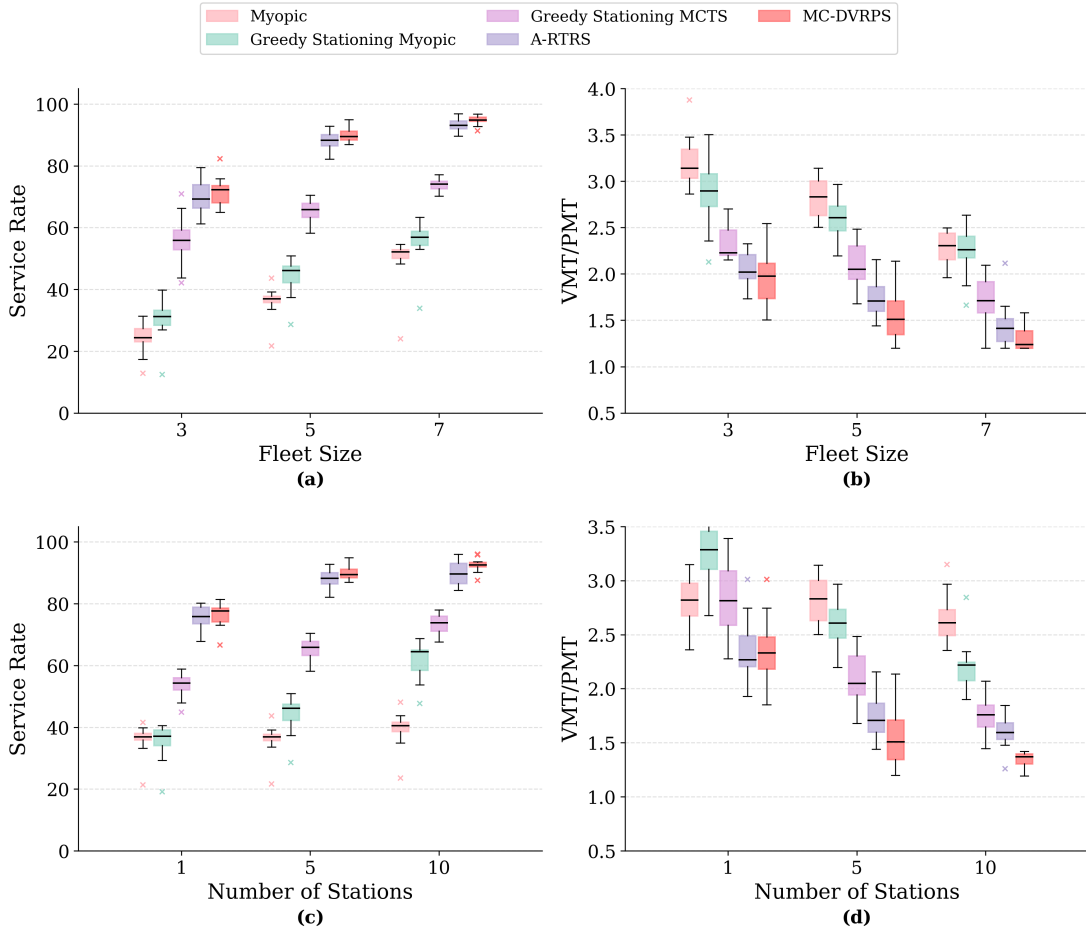 Myopic
Greedy Stationing Myopic
Greedy Stationing MCTS
A-RTRS
MC-DVRPS
Service Rate
100
80
60
40
20
0
3 5 7
Fleet Size
(a)
VMT/PMT
4.0
3.5
3.0
2.5
2.0
1.5
1.0
0.5
3 5 7
Fleet Size
(b)
Service Rate
100
80
60
40
20
0
1 5 10
Number of Stations
(c)
VMT/PMT
3.5
3.0
2.5
2.0
1.5
1.0
0.5
1 5 10
Number of Stations
(d)